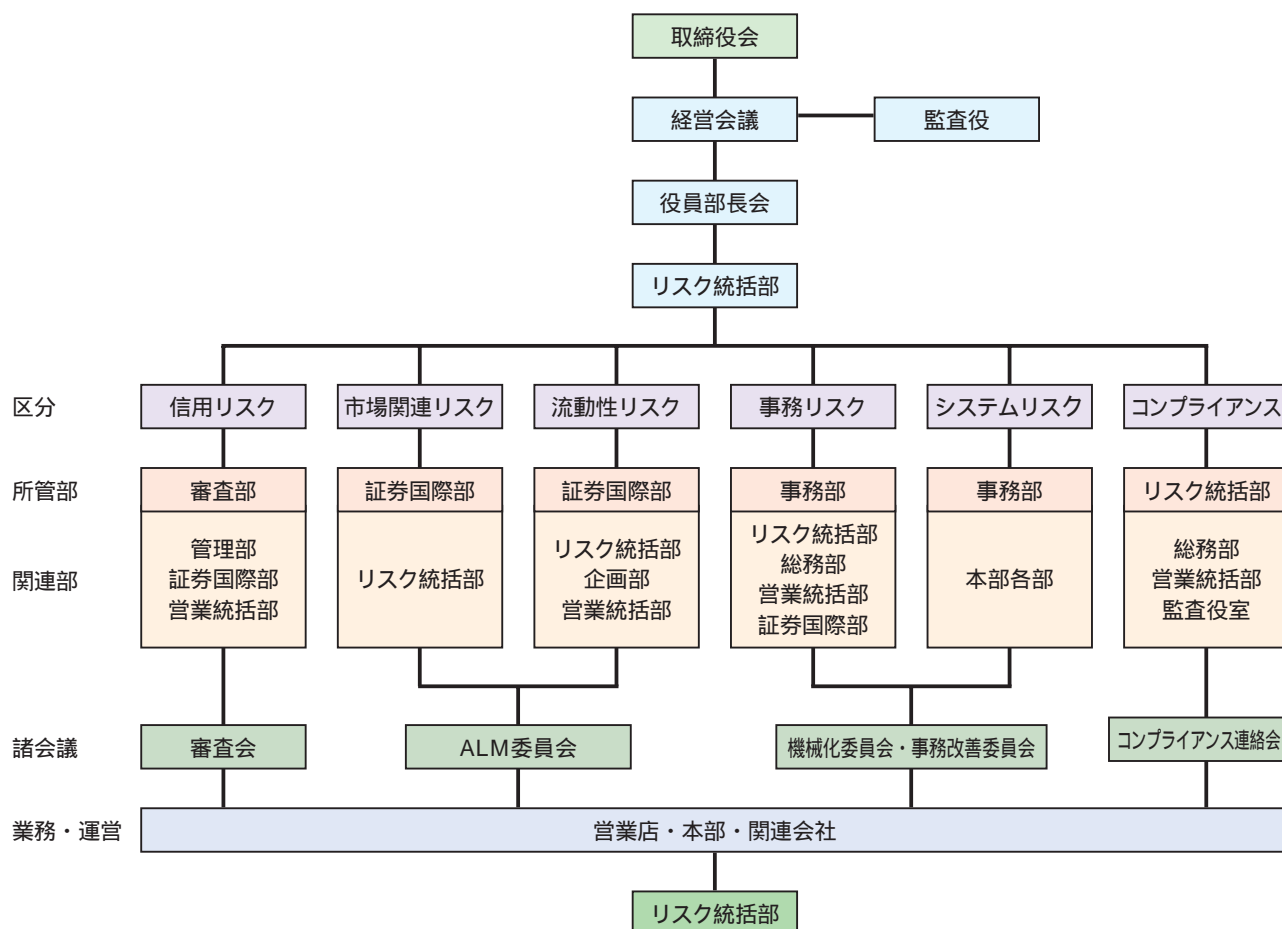 取締役会
経営会議
監査役
役員部長会
リスク統括部
区分
信用リスク
市場関連リスク
流動性リスク
事務リスク
システムリスク
コンプライアンス
所管部
審査部
証券国際部
証券国際部
事務部
事務部
リスク統括部
関連部
管理部
証券国際部
営業統括部
リスク統括部
リスク統括部
企画部
営業統括部
リスク統括部
総務部
営業統括部
証券国際部
本部各部
総務部
営業統括部
監査役室
諸会議
審査会
ALM委員会
機械化委員会・事務改善委員会
コンプライアンス連絡会
業務・運営
営業店・本部・関連会社
リスク統括部